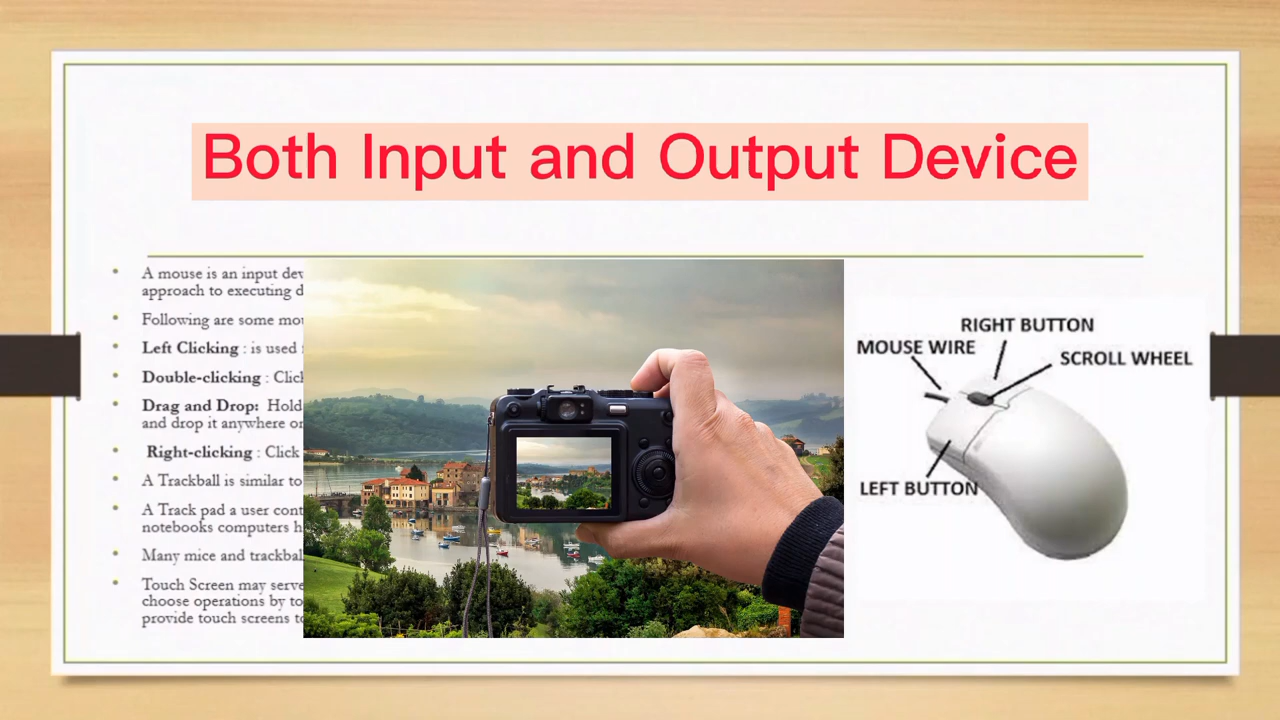 Both Input and Output Device
A mouse is an input dev
approach to executing d
Following are some mou
Left Clicking : is used
Double-clicking : Click
Drag and Drop: Hold
and drop it anywhere or
Right-clicking : Click
A Trackball is similar to
A Track pad a user cont
notebooks computers h
Many mice and trackbal
Touch Screen may serve
choose operations by to
provide touch screens to
RIGHT BUTTON
MOUSE WIRE
SCROLL WHEEL
LEFT BUTTON